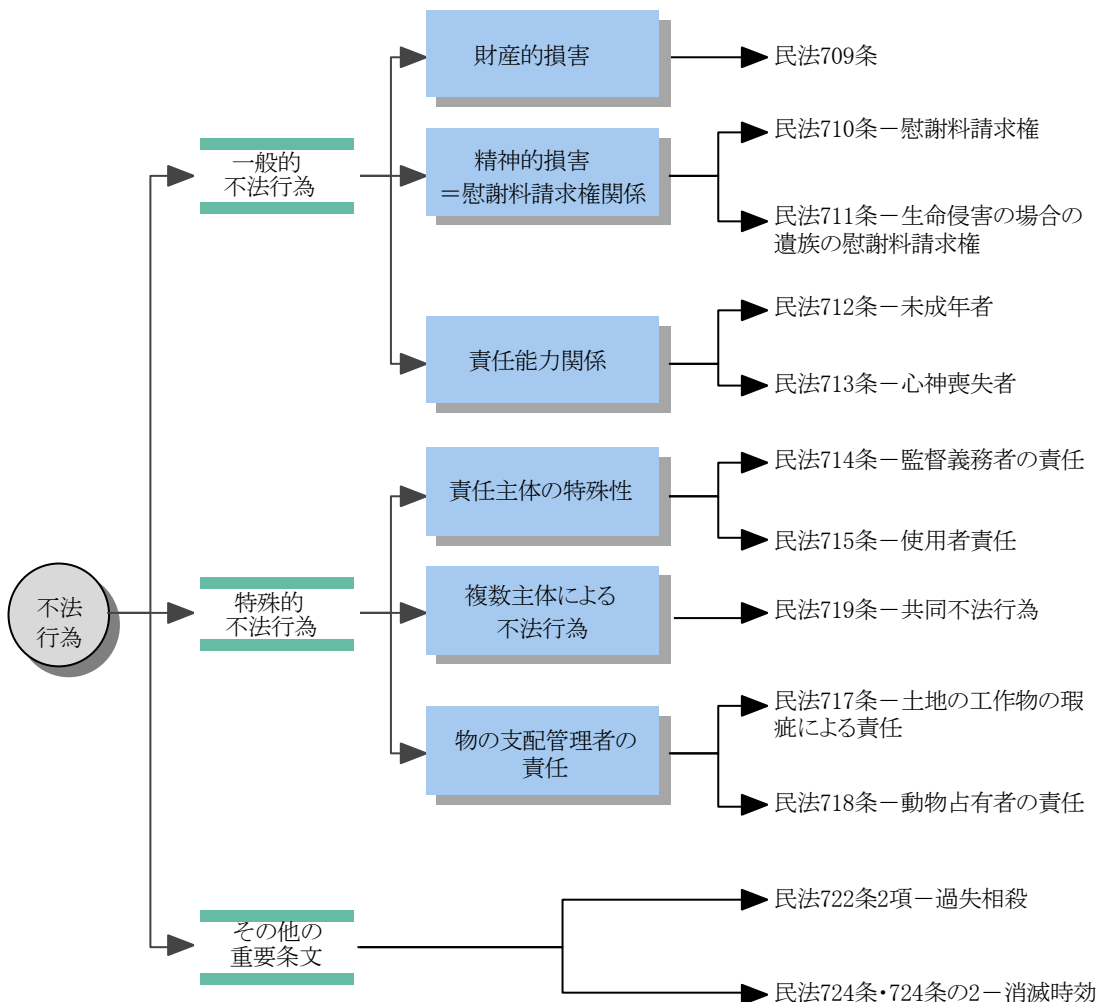 財産的損害
民法709条
一般的
不法行為
精神的損害
＝慰謝料請求権関係
民法710条－慰謝料請求権
民法711条－生命侵害の場合の
遺族の慰謝料請求権
責任能力関係
民法712条－未成年者
民法713条－心神喪失者
不法
行為
特殊的
不法行為
責任主体の特殊性
民法714条－監督義務者の責任
民法715条－使用者責任
複数主体による
不法行為
民法719条－共同不法行為
物の支配管理者の
責任
民法717条－土地の工作物の瑕
疵による責任
民法718条－動物占有者の責任
その他の
重要条文
民法722条2項－過失相殺
民法724条・724条の2－消滅時効